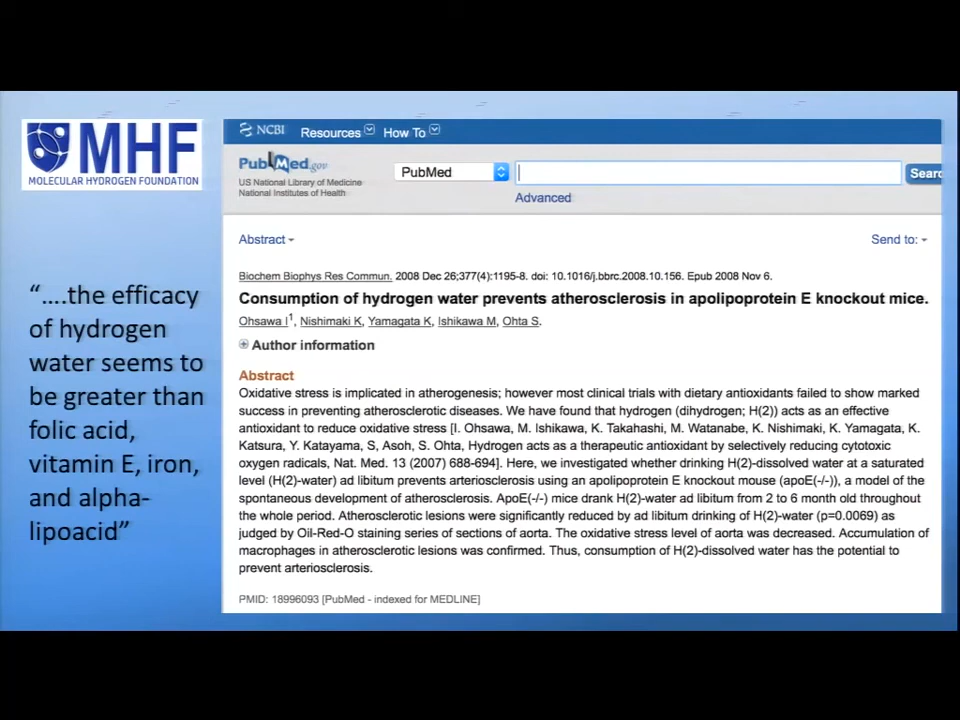 MHF
MOLECULAR HYDROGEN FOUNDATION
“….the efficacy
of hydrogen
water seems to
be greater than
folic acid,
vitamin E, iron,
and alpha-
lipoacid”
NCBI Resources How To
PubMed.gov
US National Library of Medicine
National Institutes of Health
PubMed
Searc
Advanced
Abstract
Send to:
Biochem Biophys Res Commun. 2008 Dec 26;377(4):1195-8. doi: 10.1016/j.bbrc.2008.10.156. Epub 2008 Nov 6.
Consumption of hydrogen water prevents atherosclerosis in apolipoprotein E knockout mice.
Ohsawa I1, Nishimaki K, Yamagata K, Ishikawa M, Ohta S.
Author information
Abstract
Oxidative stress is implicated in atherogenesis; however most clinical trials with dietary antioxidants failed to show marked
success in preventing atherosclerotic diseases. We have found that hydrogen (dihydrogen; H(2)) acts as an effective
antioxidant to reduce oxidative stress [I. Ohsawa, M. Ishikawa, K. Takahashi, M. Watanabe, K. Nishimaki, K. Yamagata, K.
Katsura, Y. Katayama, S, Asoh, S. Ohta, Hydrogen acts as a therapeutic antioxidant by selectively reducing cytotoxic
oxygen radicals, Nat. Med. 13 (2007) 688-694]. Here, we investigated whether drinking H(2)-dissolved water at a saturated
level (H(2)-water) ad libitum prevents arteriosclerosis using an apolipoprotein E knockout mouse (apoE(-/-)), a model of the
spontaneous development of atherosclerosis. ApoE(-/-) mice drank H(2)-water ad libitum from 2 to 6 month old throughout
the whole period. Atherosclerotic lesions were significantly reduced by ad libitum drinking of H(2)-water (p=0.0069) as
judged by Oil-Red-O staining series of sections of aorta. The oxidative stress level of aorta was decreased. Accumulation of
macrophages in atherosclerotic lesions was confirmed. Thus, consumption of H(2)-dissolved water has the potential to
prevent arteriosclerosis.
PMID: 18996093 [PubMed - indexed for MEDLINE]